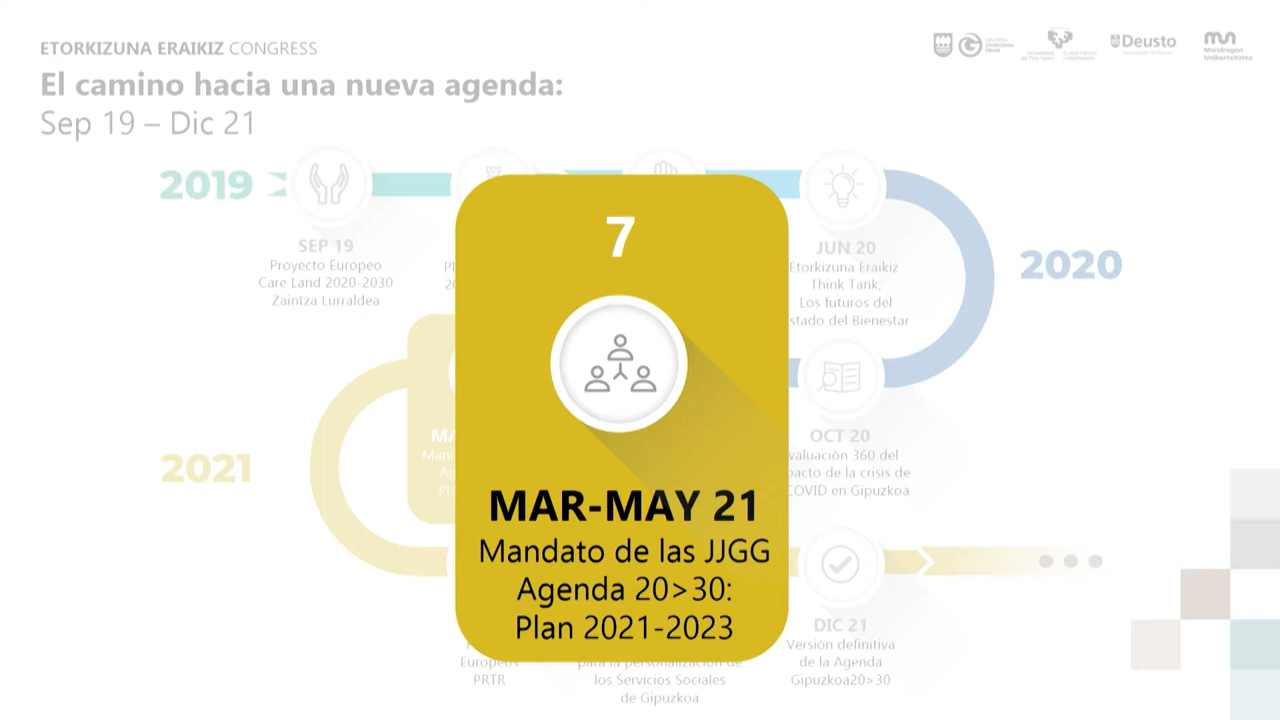 ETORKIZUNA ERAIKIZ CONGRESS
El camino hacia una nueva agenda:
Sep 19 – Dic 21
Deusto
Mondragon
Unibertsitatea
2019
SEP 19
Proyecto Europeo
Care Land 2020-2030
Zaintza Lurraldea
JUN 20
Etorkizuna Eraikiz
Think Tank;
Los futuros del
stado del Bienestar
2020
7
MAR-MAY 21
Mandato de las JJGG
Agenda 20>30:
Plan 2021-2023
OCT 20
valuación 360 del
pacto de la crisis de
COVID en Gipuzkoa
2021
Europeos
PRTR
para la personalización de
los Servicios Sociales
de Gipuzkoa
DIC 21
Versión definitiva
de la Agenda
Gipuzkoa20>30